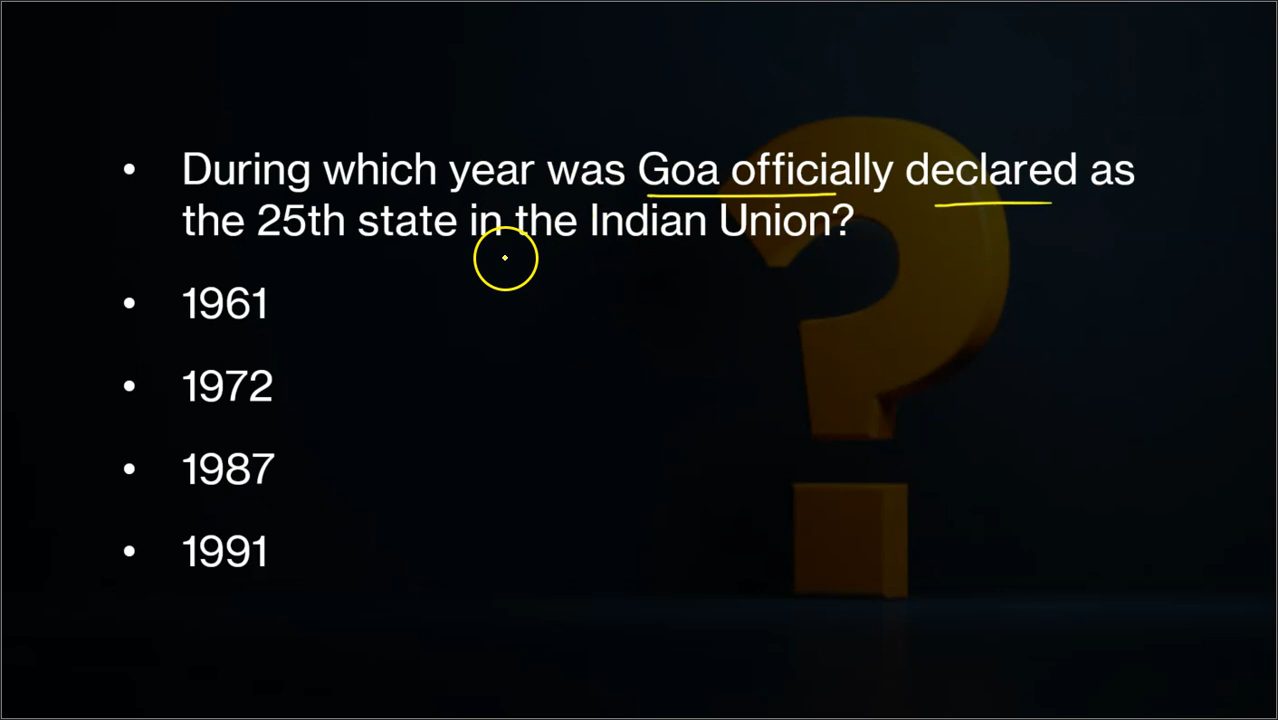 • During which year was Goa officially declared as
the 25th state in the Indian Union?
• 1961
• 1972
• 1987
• 1991